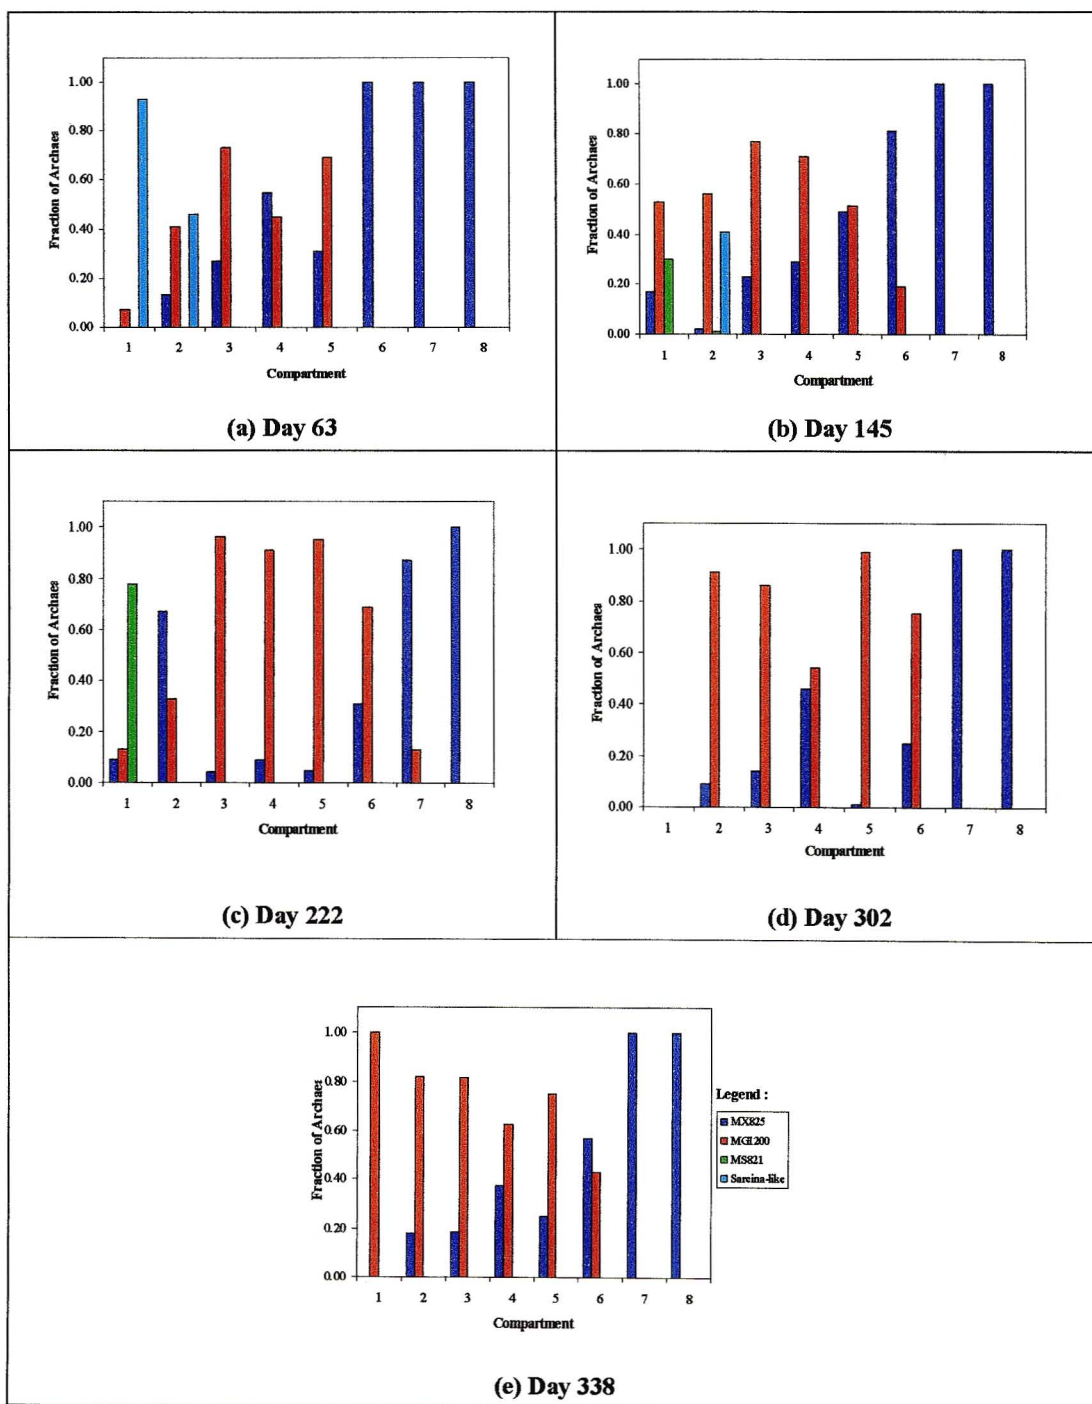 1.00
0.80
0.60
0.40
0.20
0.00
Fraction of Archaes
1 2 3 4 5 6 7 8
Compartment
(a) Day 63
1.00
0.80
0.60
0.40
0.20
0.00
Fraction of Archaes
1 2 3 4 5 6 7 8
Compartment
(b) Day 145
1.00
0.80
0.60
0.40
0.20
0.00
Fraction of Archaes
1 2 3 4 5 6 7 8
Compartment
(c) Day 222
1.00
0.80
0.60
0.40
0.20
0.00
Fraction of Archaes
1 2 3 4 5 6 7 8
Compartment
(d) Day 302
1.00
0.80
0.60
0.40
0.20
0.00
Fraction of Archaes
1 2 3 4 5 6 7 8
Compartment
Legend :
MX825
MG1200
MS821
Sarcina-like
(e) Day 338